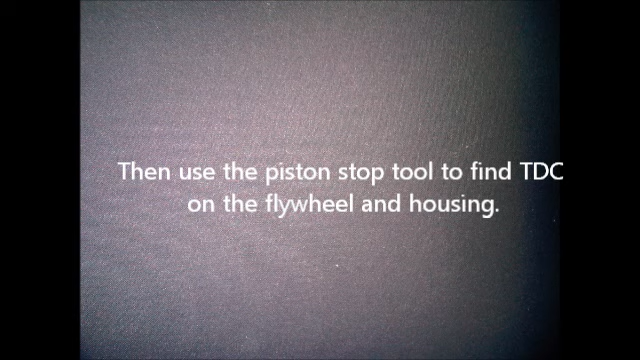 Then use the piston stop tool to find TDC
on the flywheel and housing.